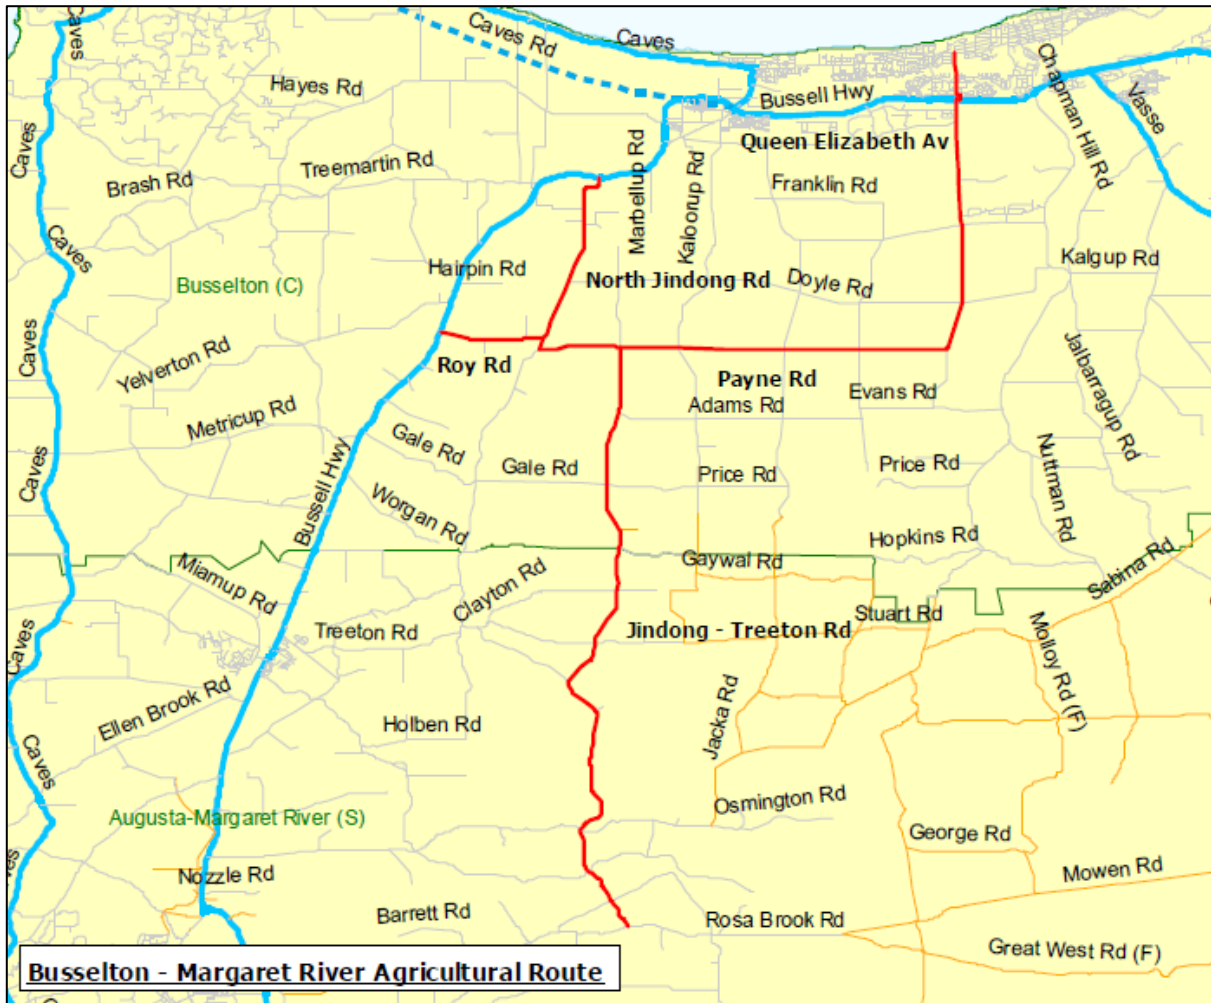 Caves
Caves
Caves Rd
Caves
Hayes Rd
Bussell Hwy
Chapman Hill Rd
Vasse
Caves
Treemartin Rd
Brash Rd
Marbellup Rd
Kaloorup Rd
Queen Elizabeth Av
Franklin Rd
Caves
Hairpin Rd
Busselton (C)
North Jindong Rd
Doyle Rd
Kalgup Rd
Caves
Yelverton Rd
Roy Rd
Payne Rd
Adams Rd
Evans Rd
Jalbarragup Rd
Metricup Rd
Gale Rd
Gale Rd
Price Rd
Price Rd
Caves
Bussell Hwy
Worgan Rd
Nuttman Rd
Hopkins Rd
Gaywal Rd
Sabina Rd
Miamup Rd
Clayton Rd
Stuart Rd
Caves
Treeton Rd
Jindong - Treeton Rd
Molloy Rd (F)
Ellen Brook Rd
Holben Rd
Jacka Rd
Caves
Osmington Rd
Augusta-Margaret River (S)
George Rd
Nozzle Rd
Mowen Rd
Barrett Rd
Rosa Brook Rd
Great West Rd (F)
Busselton - Margaret River Agricultural Route